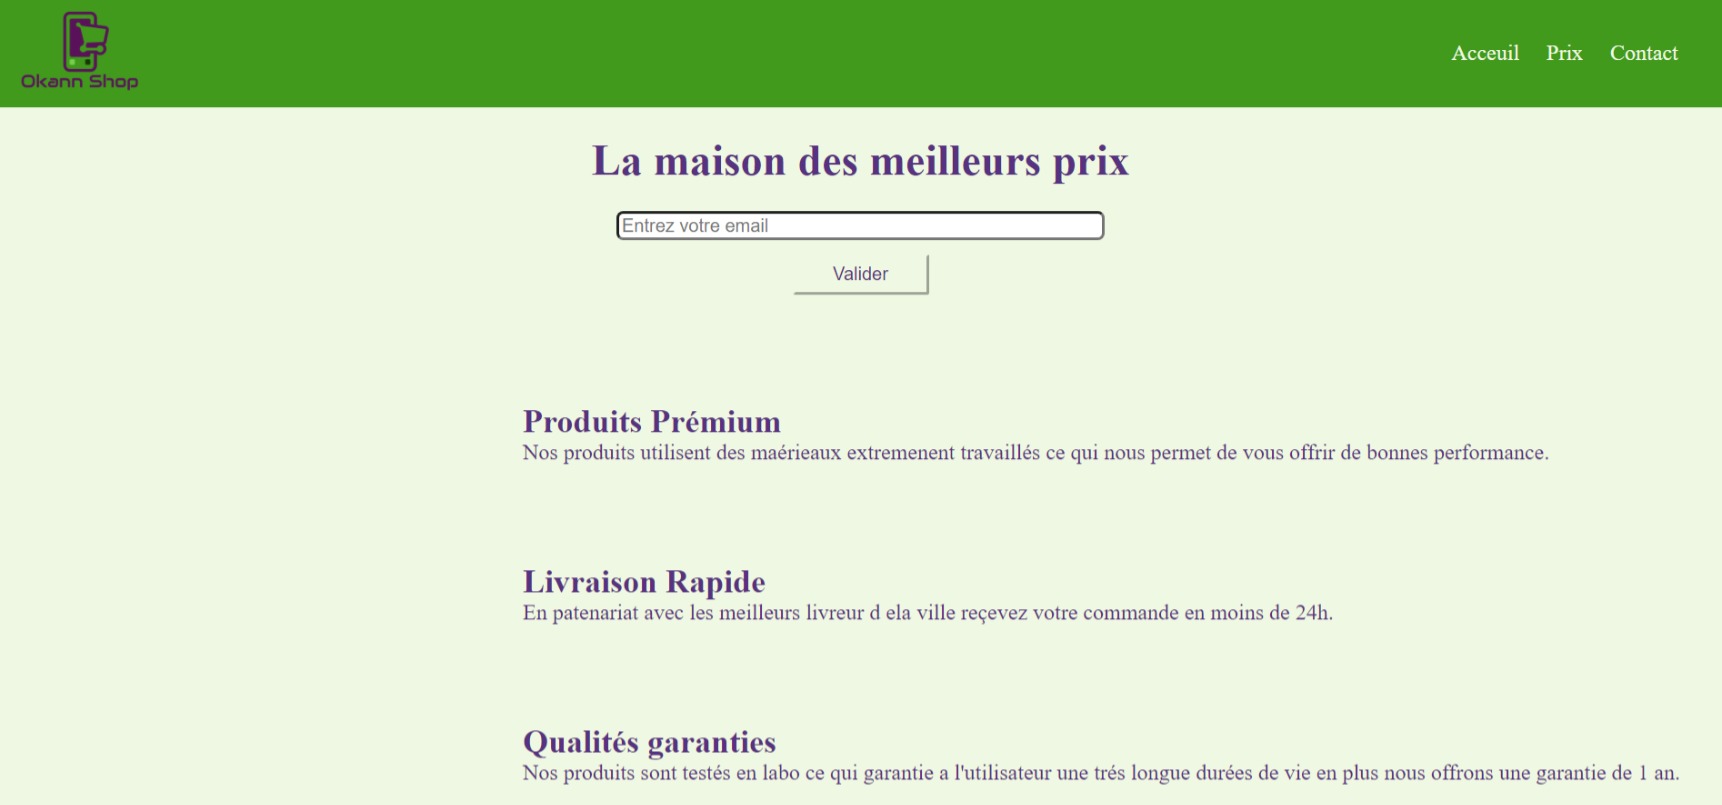 Okann Shop
Acceuil Prix Contact
La maison des meilleurs prix
Entrez votre email
Valider
Produits Prémium
Nos produits utilisent des maérieaux extremenent travaillés ce qui nous permet de vous offrir de bonnes performance.
Livraison Rapide
En patenariat avec les meilleurs livreur d ela ville reçevez votre commande en moins de 24h.
Qualités garanties
Nos produits sont testés en labo ce qui garantie a l'utilisateur une trés longue durées de vie en plus nous offrons une garantie de 1 an.